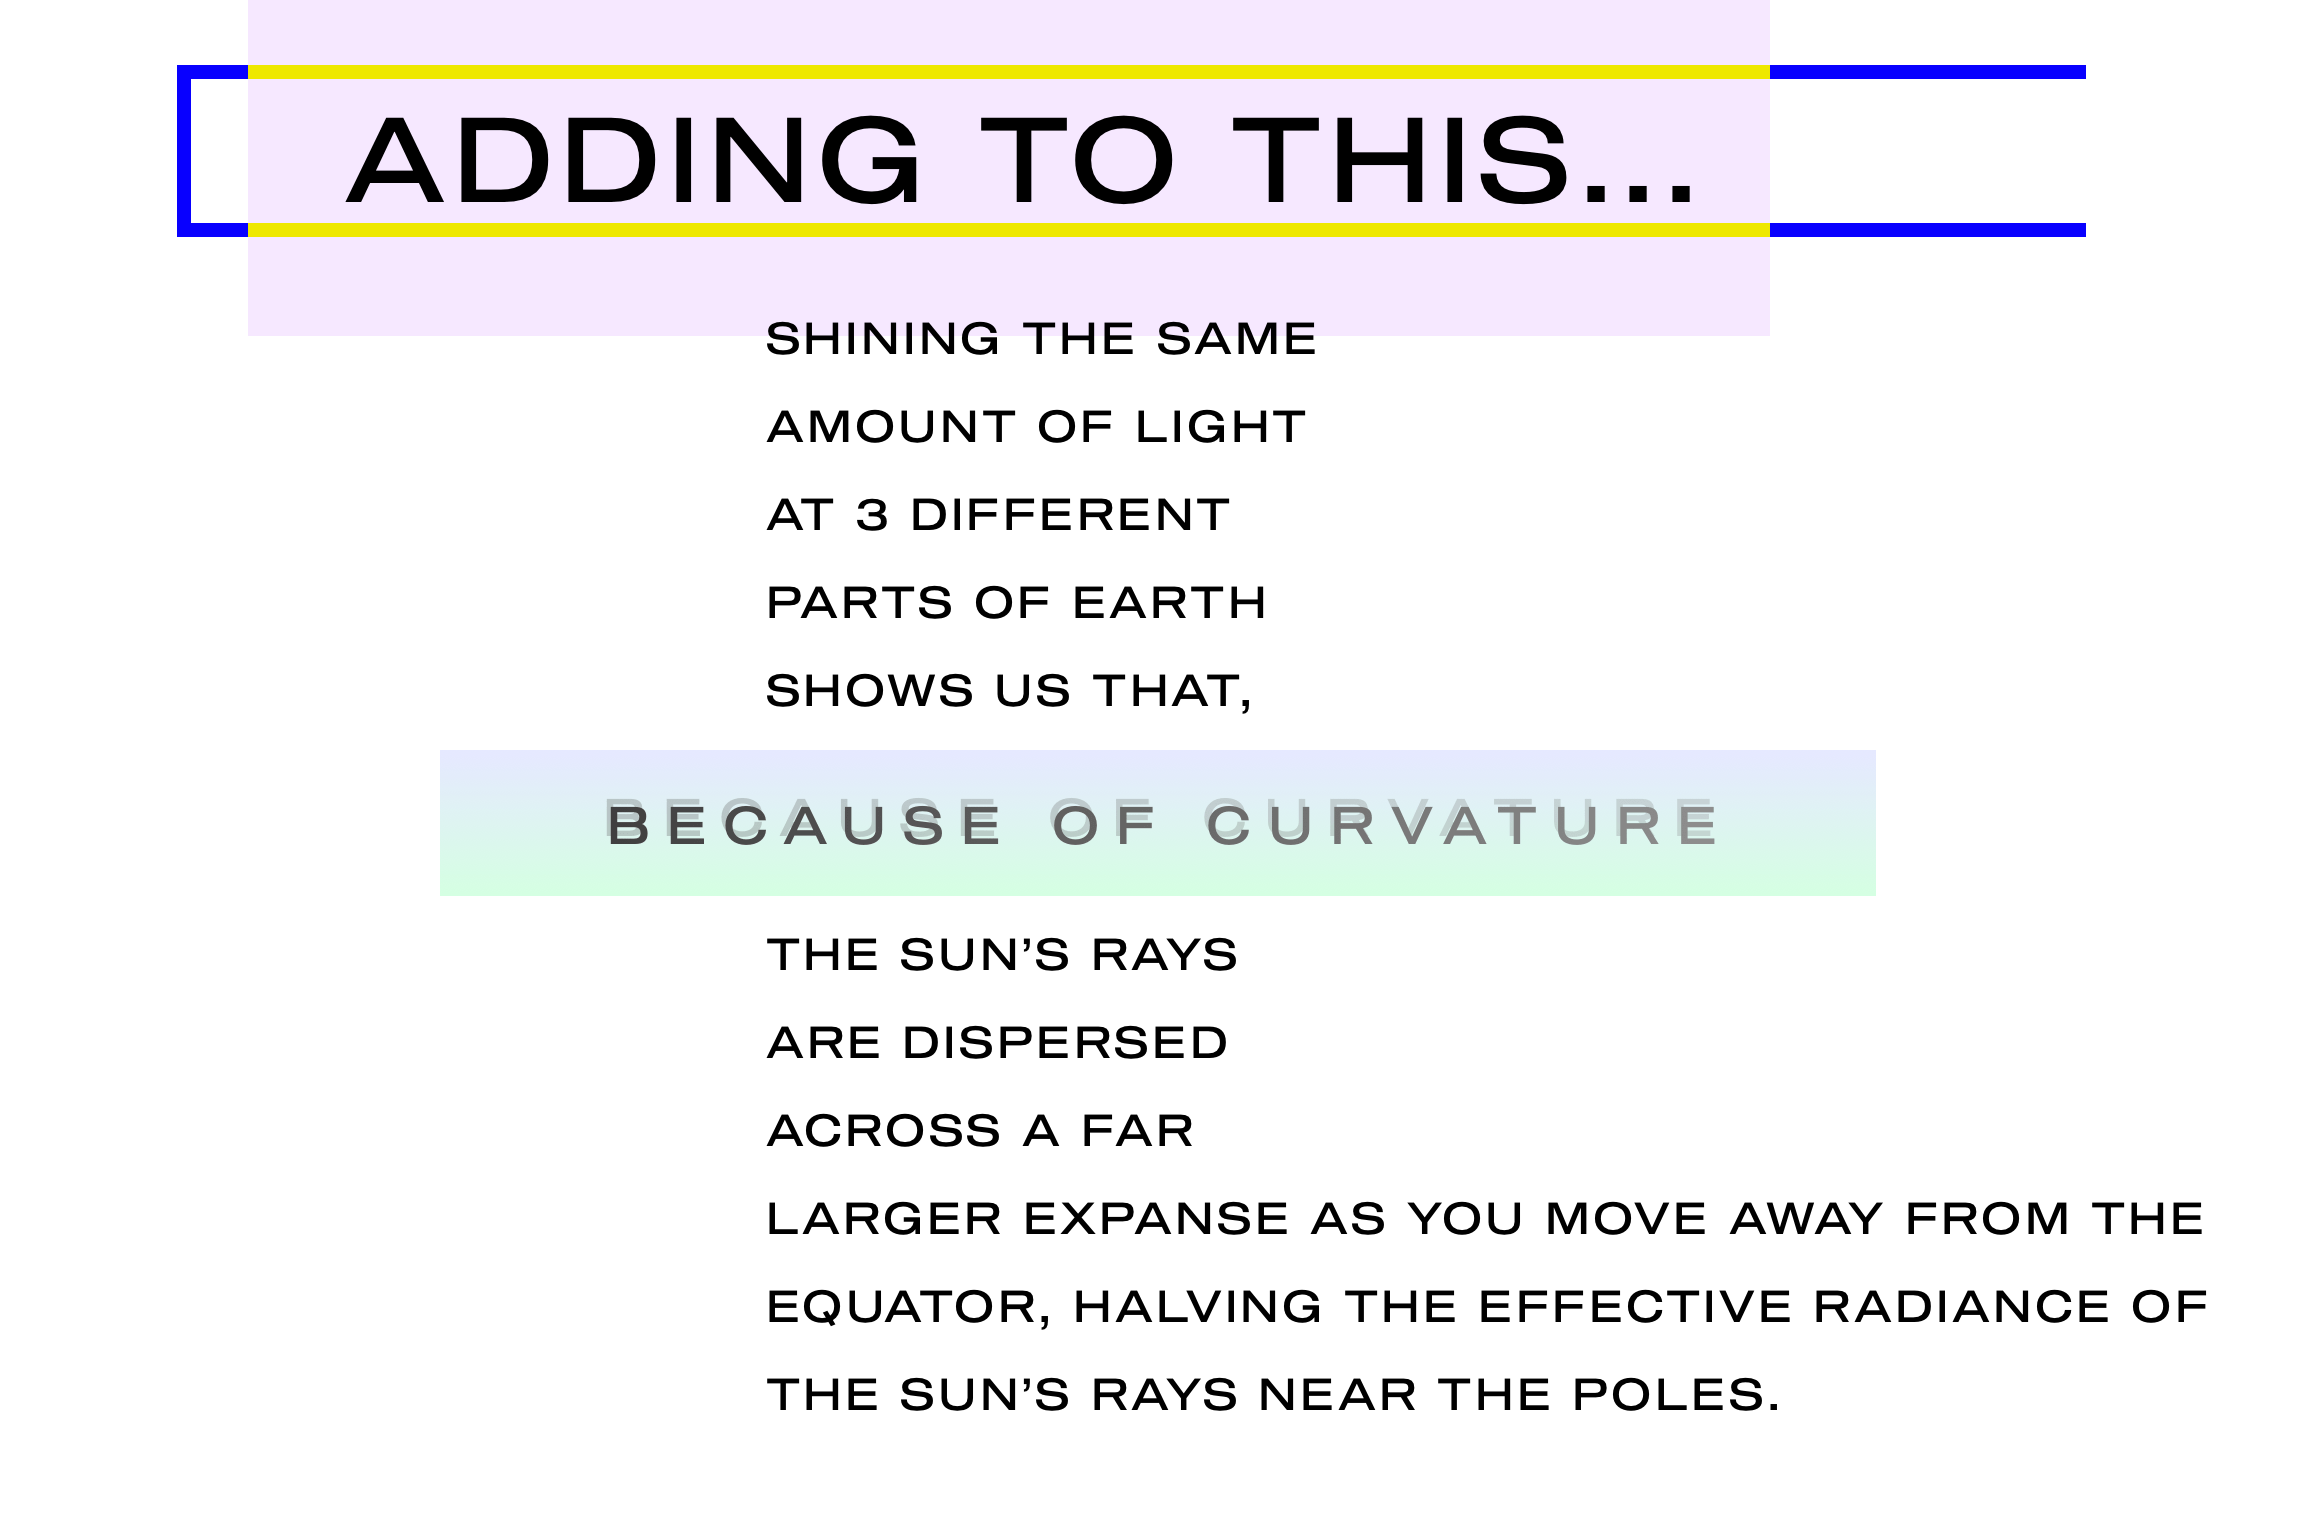 ADDING TO THIS...
SHINING THE SAME
AMOUNT OF LIGHT
AT 3 DIFFERENT
PARTS OF EARTH
SHOWS US THAT,
BECAUSE OF CURVATURE
THE SUN’S RAYS
ARE DISPERSED
ACROSS A FAR
LARGER EXPANSE AS YOU MOVE AWAY FROM THE
EQUATOR, HALVING THE EFFECTIVE RADIANCE OF
THE SUN’S RAYS NEAR THE POLES.